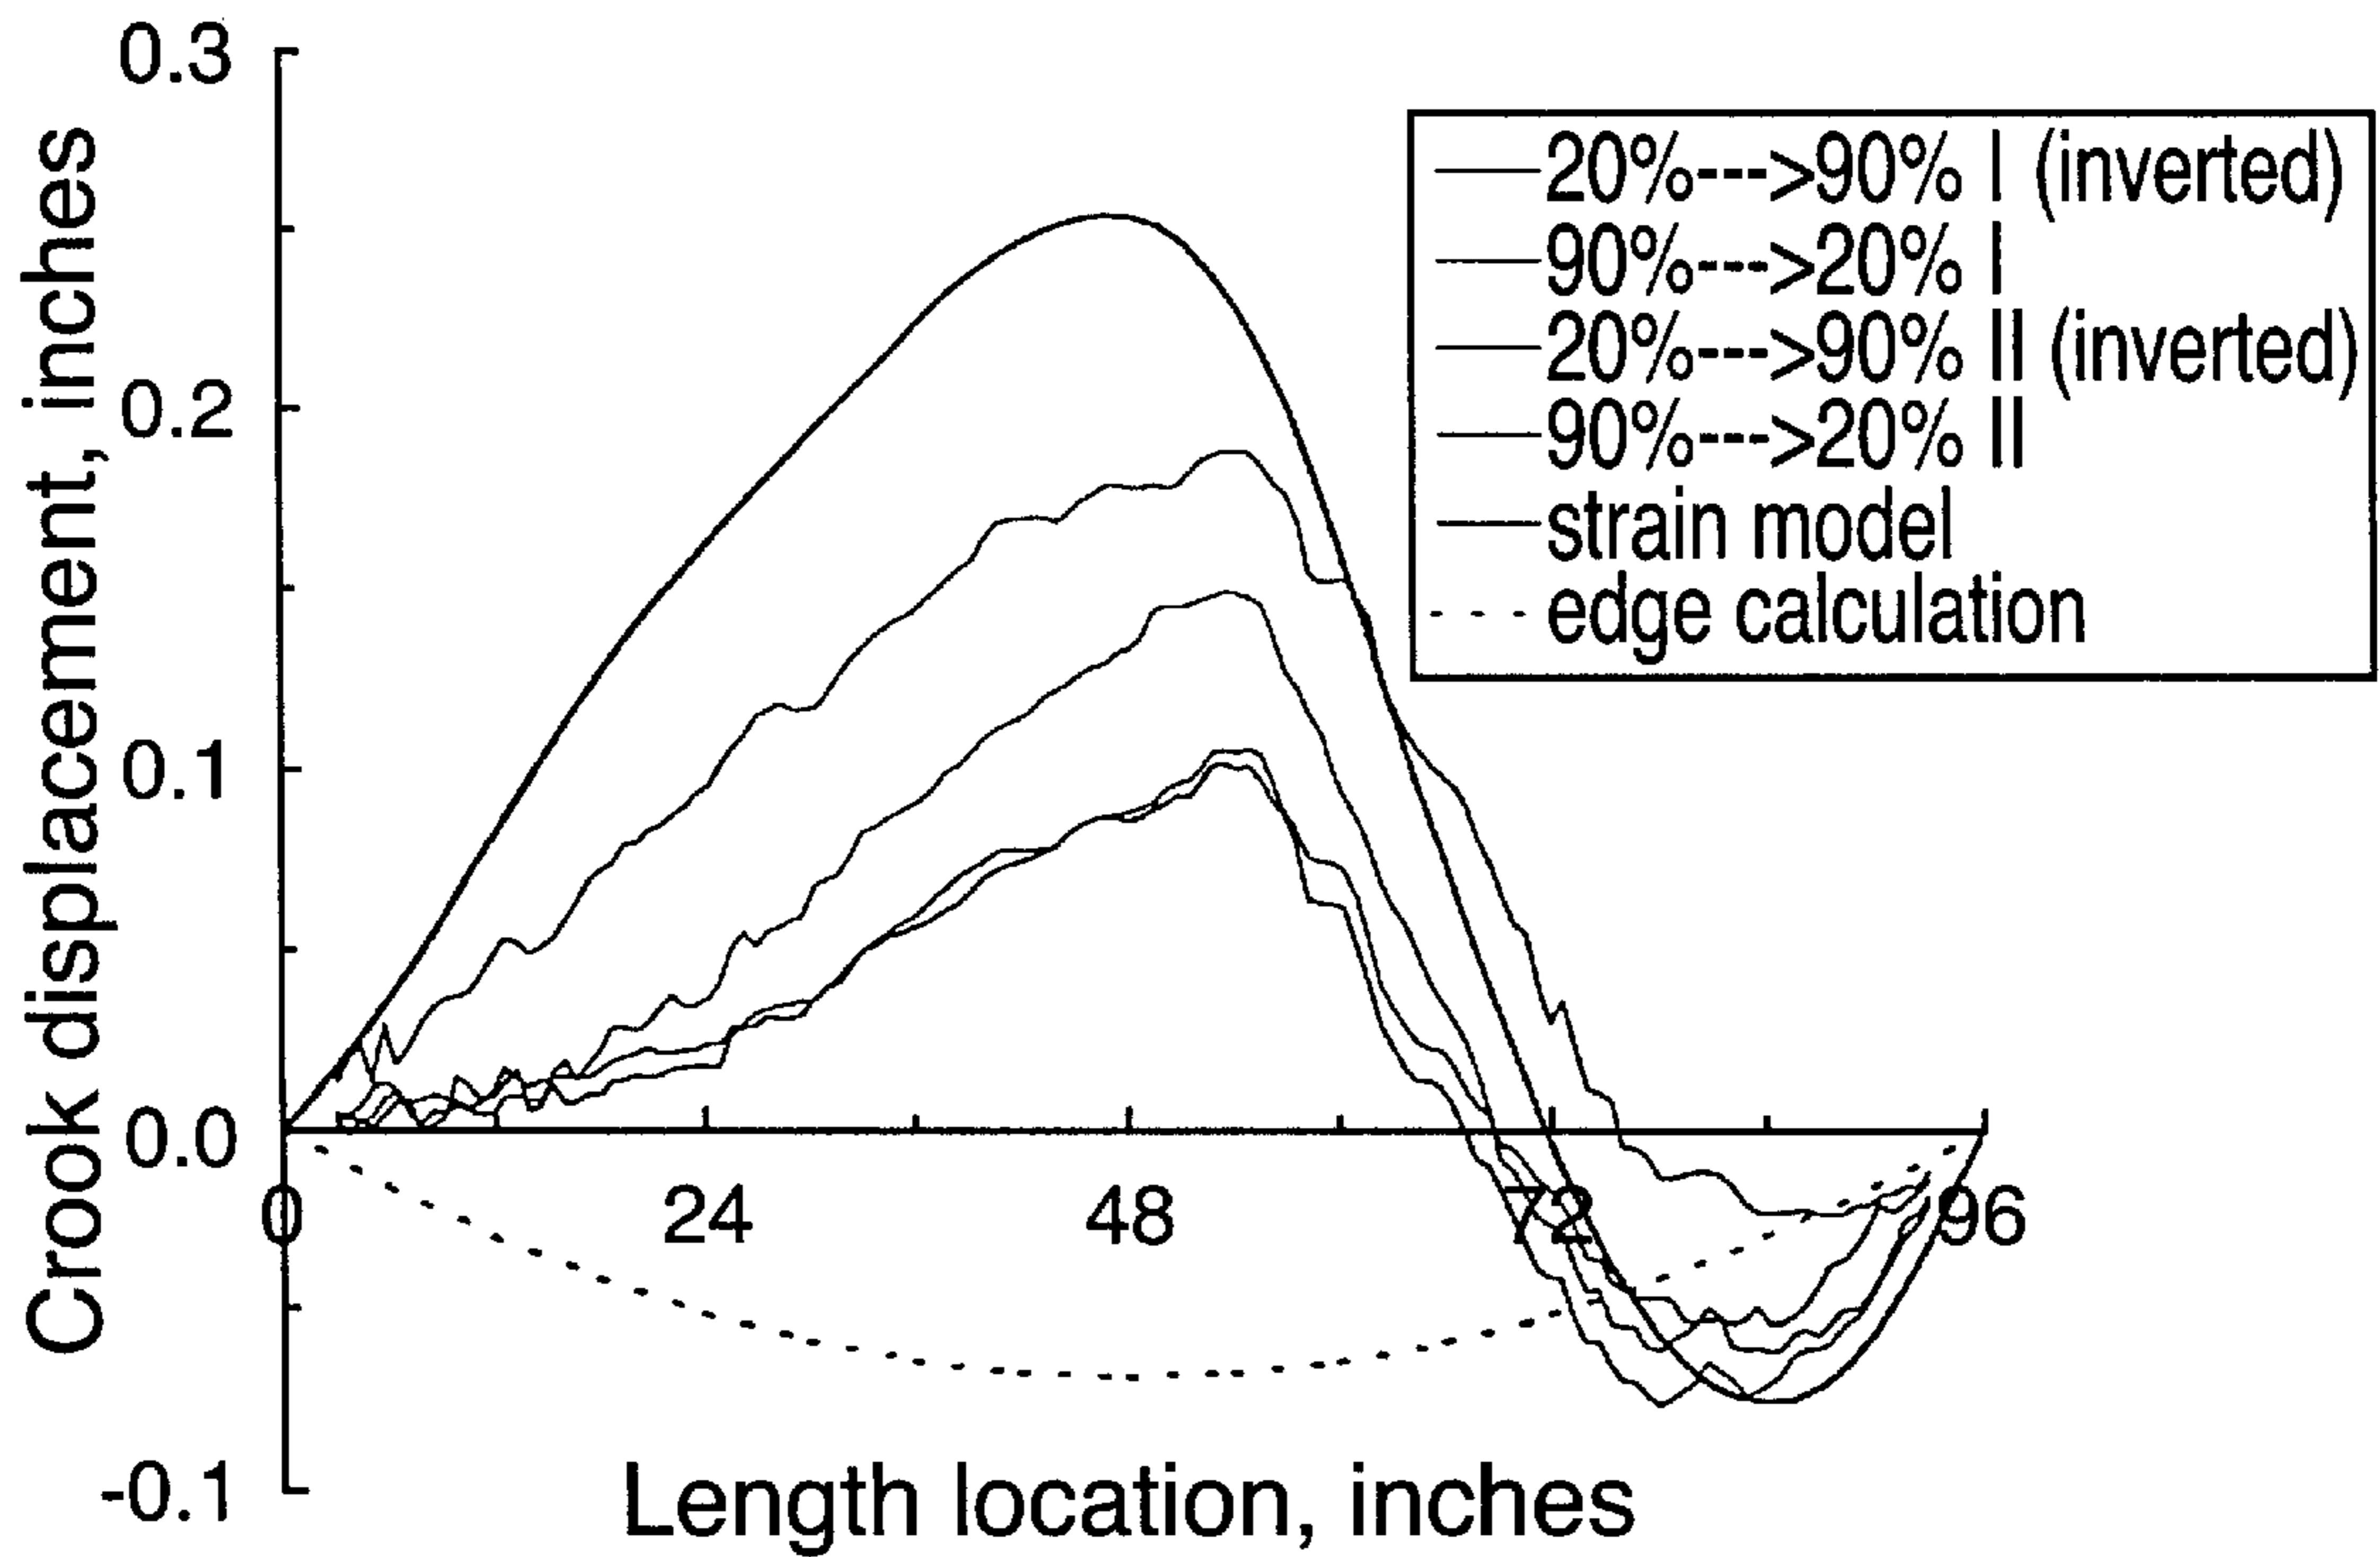 Crook displacement, inches
0.3
0.2
0.1
0.0
-0.1
20%--->90% I (inverted)
90%--->20% I
20%--->90% II (inverted)
90%--->20% II
strain model
edge calculation
0
24
48
72
96
Length location, inches